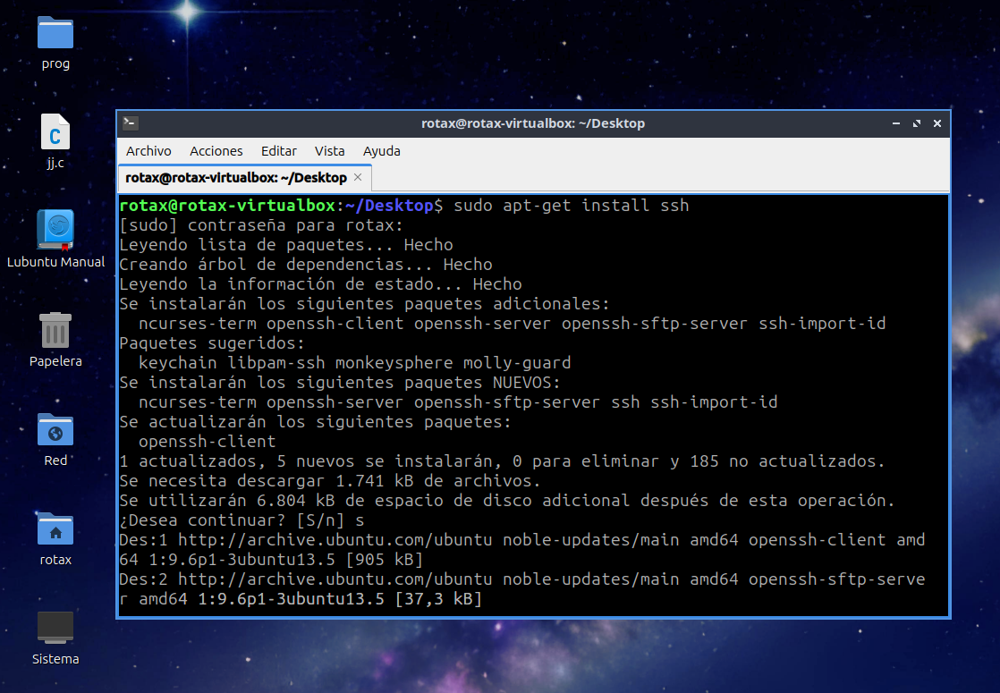 prog
jj.c
Lubuntu Manual
Papelera
Red
rotax
Sistema
rotax@rotax-virtualbox: ~/Desktop
Archivo Acciones Editar Vista Ayuda
rotax@rotax-virtualbox: ~/Desktop
rotax@rotax-virtualbox:~/Desktop$ sudo apt-get install ssh
[sudo] contraseña para rotax:
Leyendo lista de paquetes... Hecho
Creando árbol de dependencias... Hecho
Leyendo la información de estado... Hecho
Se instalarán los siguientes paquetes adicionales:
  ncurses-term openssh-client openssh-server openssh-sftp-server ssh-import-id
Paquetes sugeridos:
  keychain libpam-ssh monkeysphere molly-guard
Se instalarán los siguientes paquetes NUEVOS:
  ncurses-term openssh-server openssh-sftp-server ssh ssh-import-id
Se actualizarán los siguientes paquetes:
  openssh-client
1 actualizados, 5 nuevos se instalarán, 0 para eliminar y 185 no actualizados.
Se necesita descargar 1.741 kB de archivos.
Se utilizarán 6.804 kB de espacio de disco adicional después de esta operación.
¿Desea continuar? [S/n] s
Des:1 http://archive.ubuntu.com/ubuntu noble-updates/main amd64 openssh-client amd
64 1:9.6p1-3ubuntu13.5 [905 kB]
Des:2 http://archive.ubuntu.com/ubuntu noble-updates/main amd64 openssh-sftp-serve
r amd64 1:9.6p1-3ubuntu13.5 [37,3 kB]